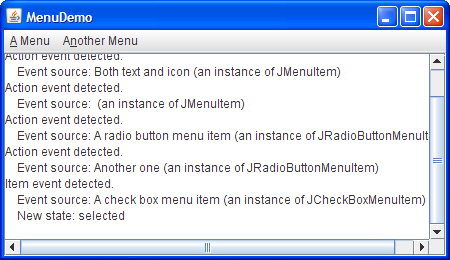 MenuDemo
A Menu Another Menu
Action event detected.
Event source: Both text and icon (an instance of JMenuItem)
Action event detected.
Event source:  (an instance of JMenuItem)
Action event detected.
Event source: A radio button menu item (an instance of JRadioButtonMenuIt
Action event detected.
Event source: Another one (an instance of JRadioButtonMenuItem)
Item event detected.
Event source: A check box menu item (an instance of JCheckBoxMenuItem)
New state: selected